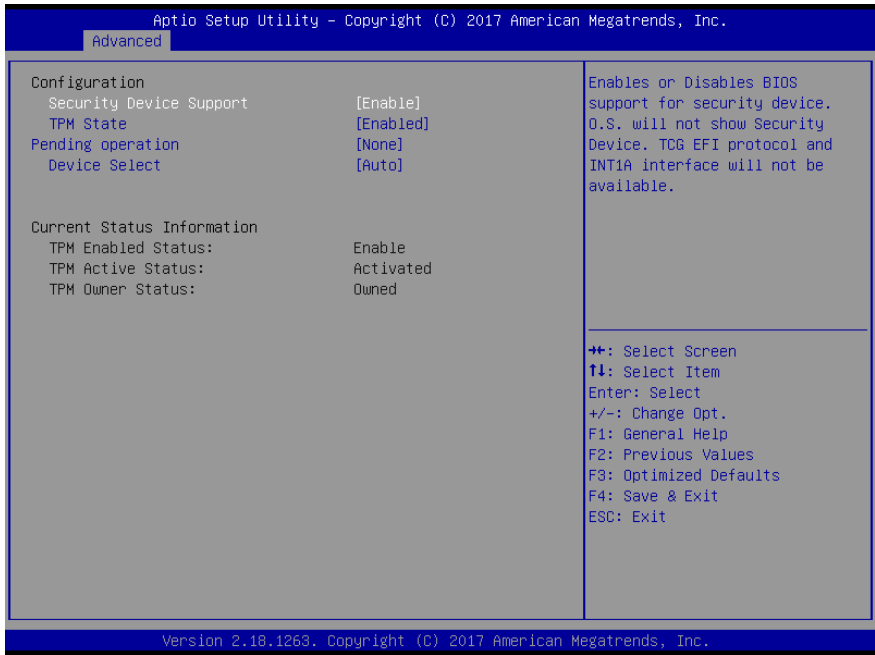 Aptio Setup Utility – Copyright (C) 2017 American Megatrends, Inc.
Advanced
Configuration
Security Device Support [Enable]
TPM State [Enabled]
Pending operation [None]
Device Select [Auto]
Current Status Information
TPM Enabled Status: Enable
TPM Active Status: Activated
TPM Owner Status: Owned
Enables or Disables BIOS
support for security device.
O.S. will not show Security
Device. TCG EFI protocol and
INT1A interface will not be
available.
→←: Select Screen
↑↓: Select Item
Enter: Select
+/-: Change Opt.
F1: General Help
F2: Previous Values
F3: Optimized Defaults
F4: Save & Exit
ESC: Exit
Version 2.18.1263. Copyright (C) 2017 American Megatrends, Inc.